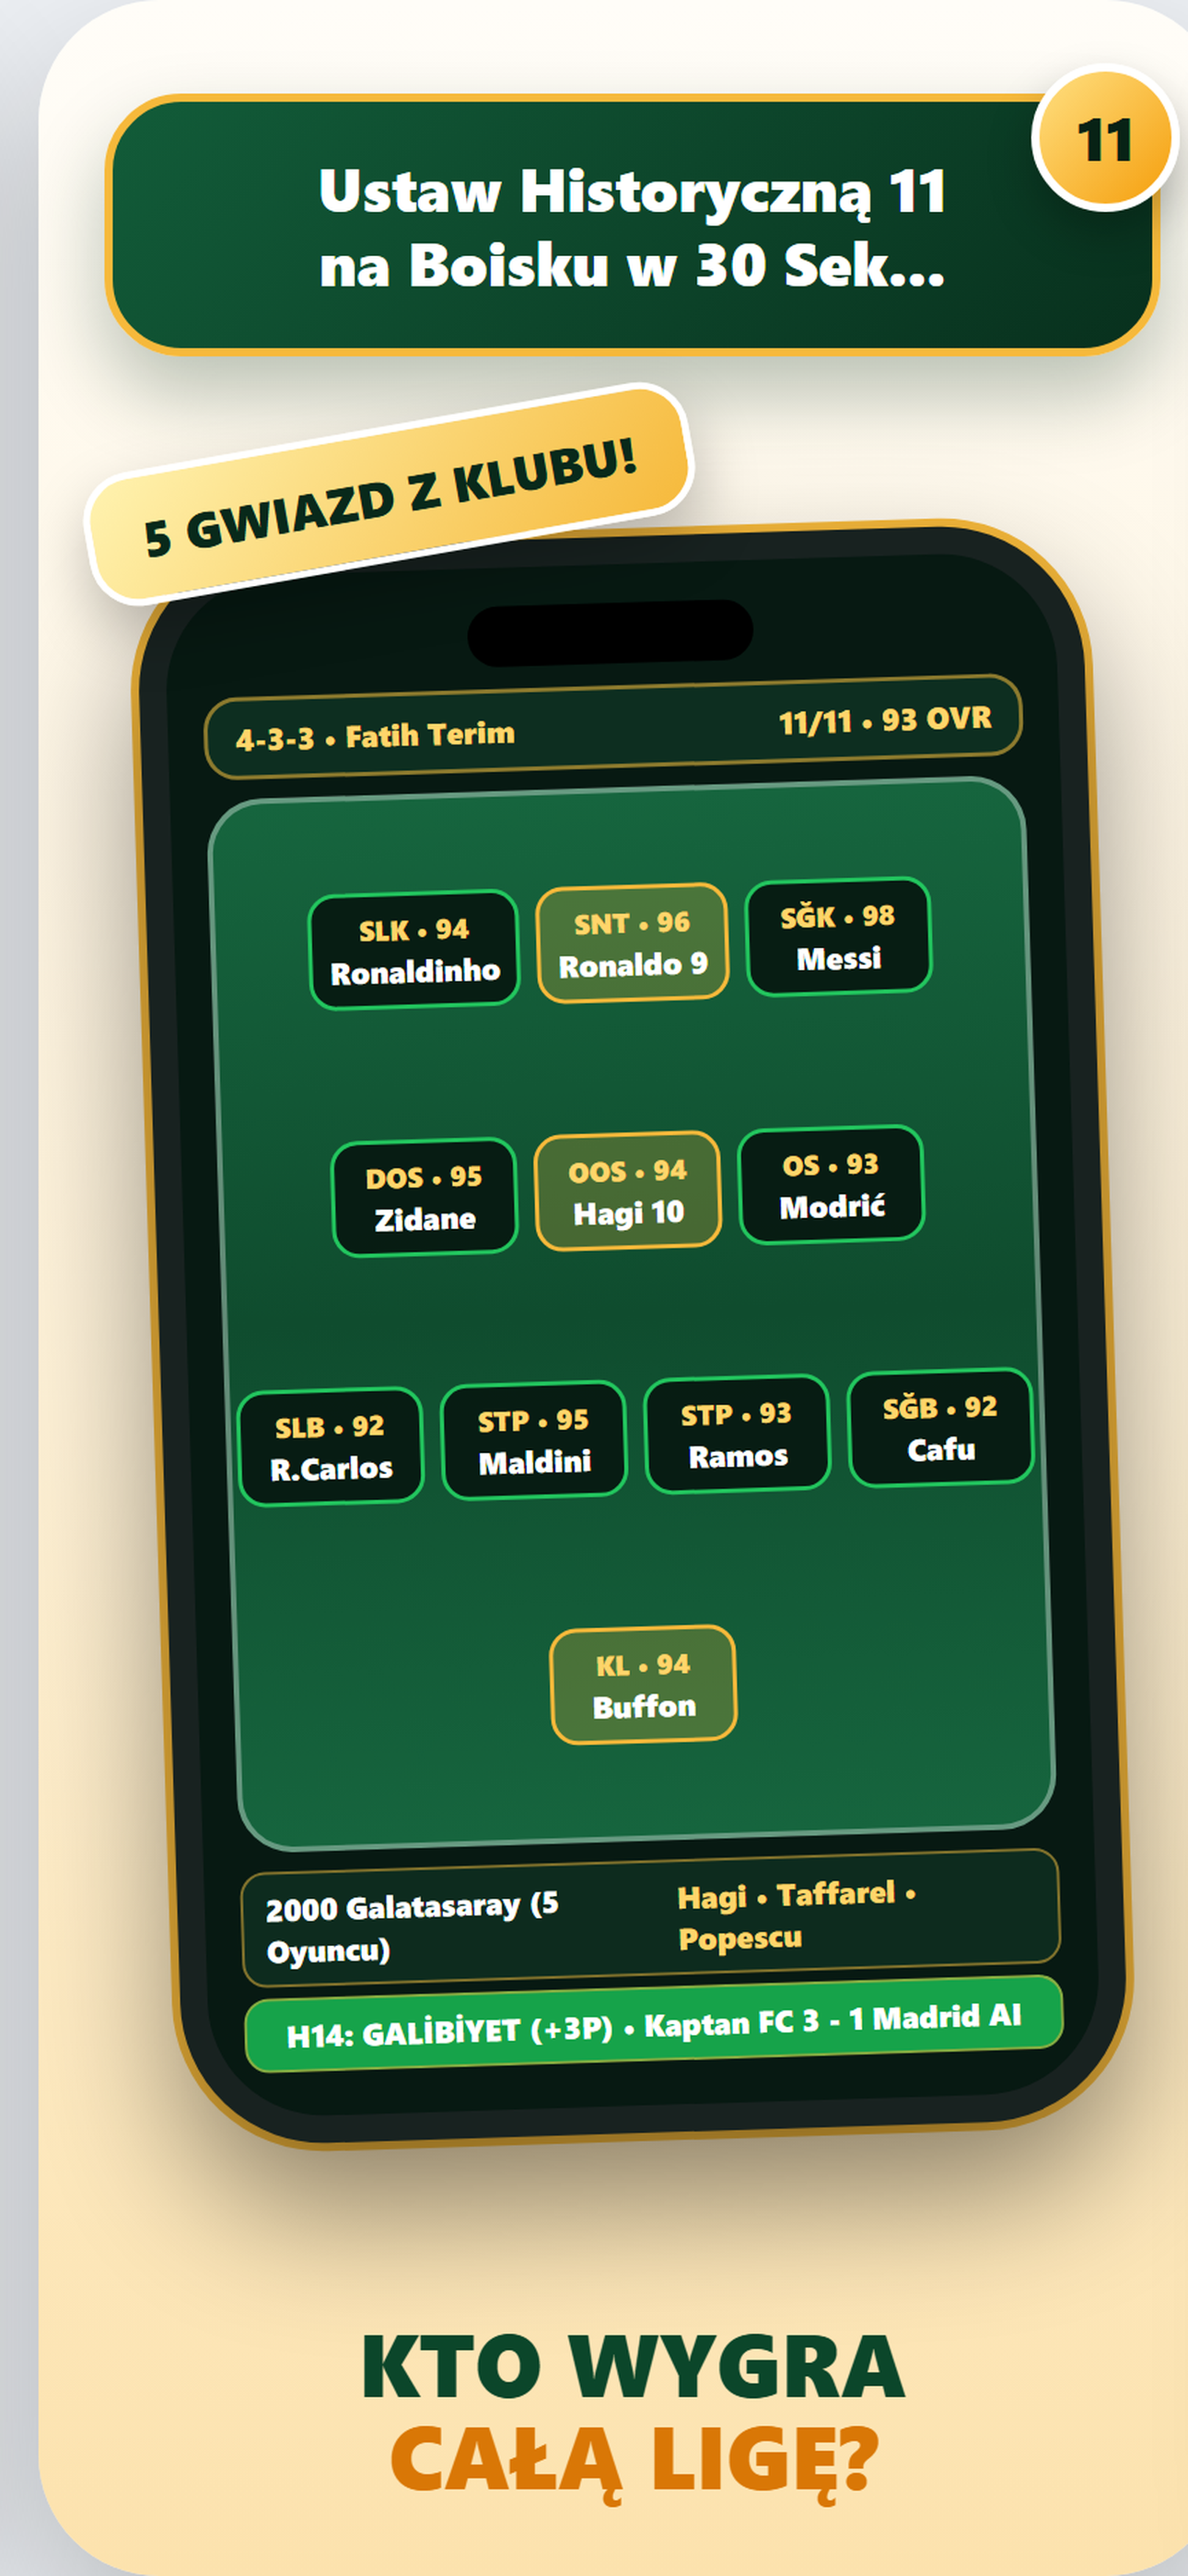 11
Ustaw Historyczną 11
na Boisku w 30 Sek...
5 GWIAZD Z KLUBU!
4-3-3 • Fatih Terim
11/11 • 93 OVR
SLK • 94
Ronaldinho
SNT • 96
Ronaldo 9
SĞK • 98
Messi
DOS • 95
Zidane
OOS • 94
Hagi 10
OS • 93
Modrić
SLB • 92
R.Carlos
STP • 95
Maldini
STP • 93
Ramos
SĞB • 92
Cafu
KL • 94
Buffon
2000 Galatasaray (5
Oyuncu)
Hagi • Taffarel •
Popescu
H14: GALİBİYET (+3P) • Kaptan FC 3 - 1 Madrid AI
KTO WYGRA
CAŁĄ LIGĘ?